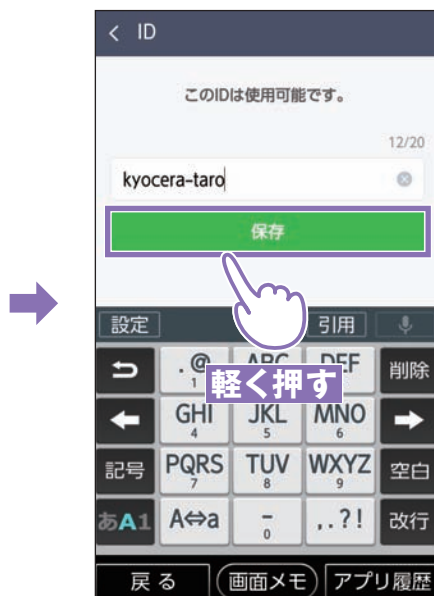 < ID
このIDは使用可能です。
12/20
kyocera-taro
保存
設定 引用
. @ ABC DEF 削除
1
軽く押す
GHI JKL MNO
4 5 6
記号 PQRS TUV WXYZ 空白
7 8 9
あA1 A⇔a - ,.?! 改行
0
戻る 画面メモ アプリ履歴